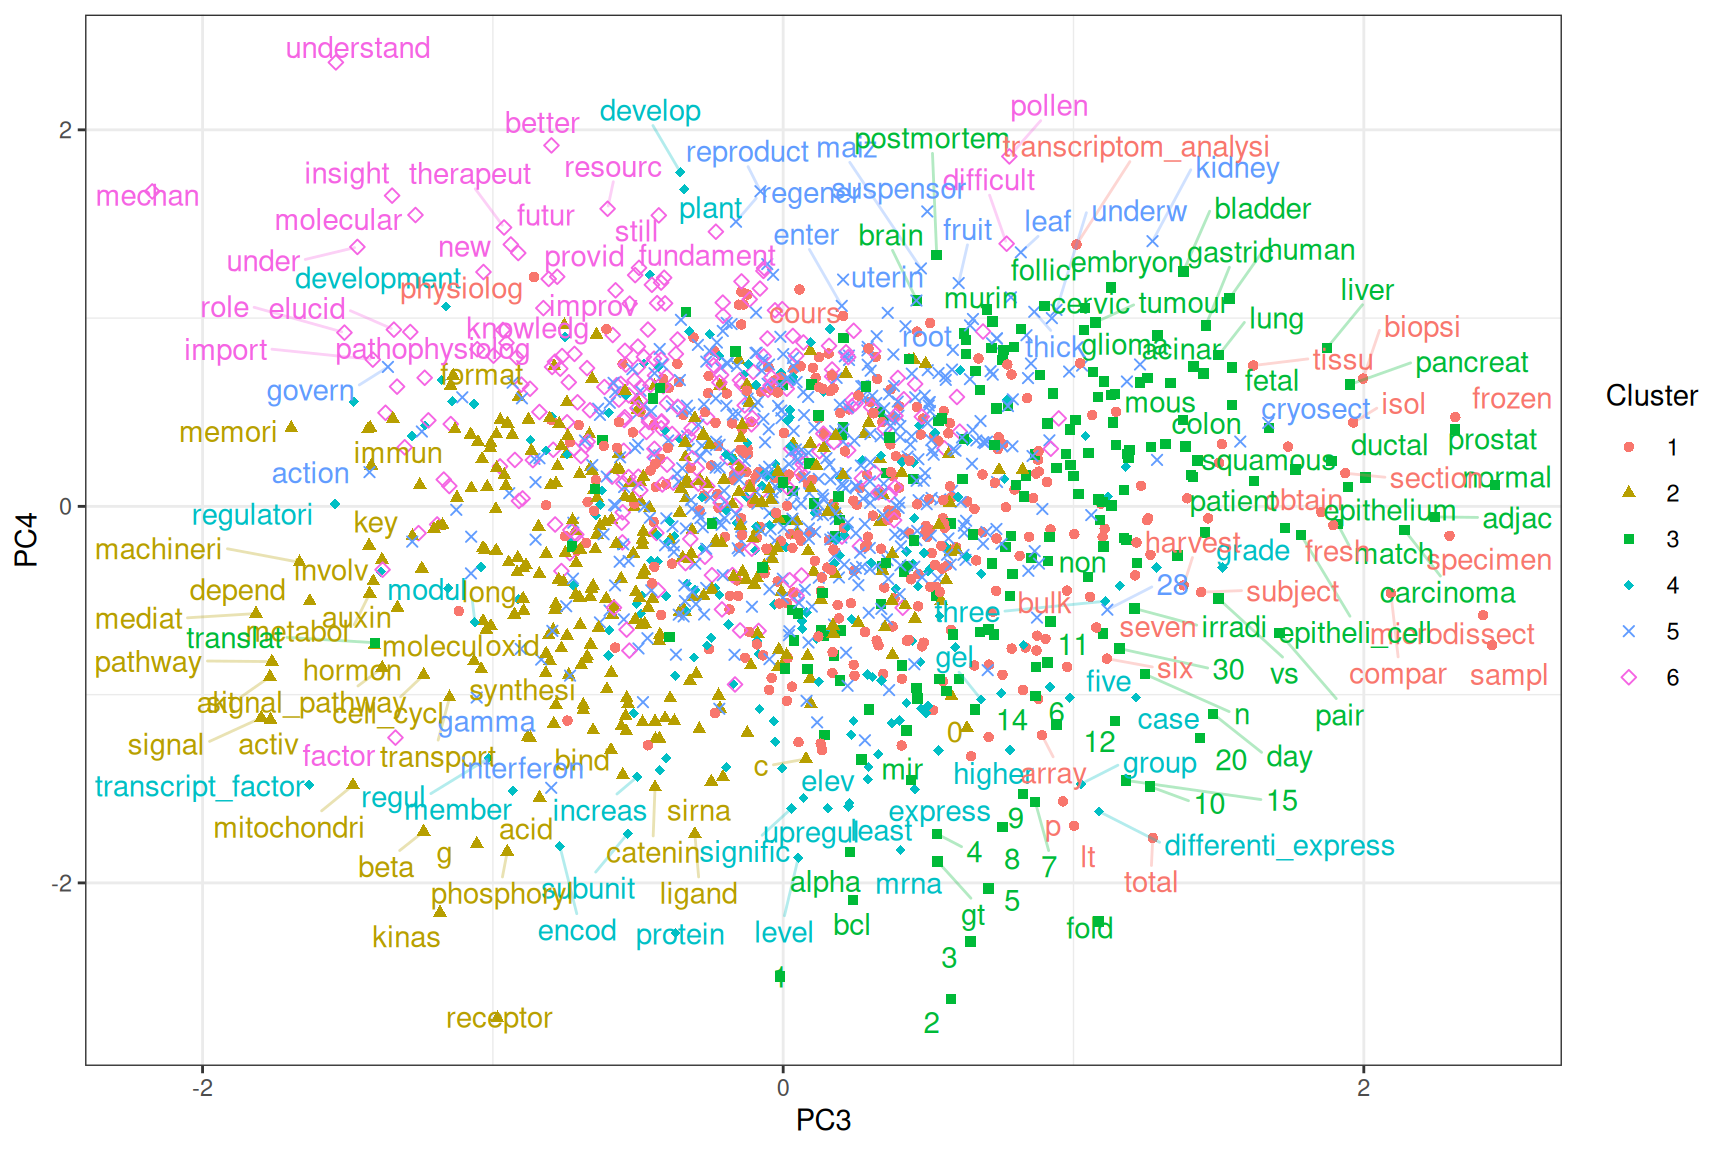 understand
pollen
develop
better
postmortem
transcriptom_analysi
reproduct
maiz
resourc
kidney
insight
therapeut
difficult
suspensor
regener
mechan
plant
bladder
underw
futur
molecular
leaf
still
fruit
enter
brain
new
gastric
human
provid
fundament
under
embryon
follicl
development
uterin
physiolog
liver
murin
cervic
tumour
role
elucid
improv
cours
lung
biopsi
knowledg
root
import
pathophysiolog
thick
glioma
acinar
tissu
pancreat
format
govern
fetal
frozen
mous
isol
cryosect
memori
colon
ductal
prostat
immun
squamous
action
section
normal
patient
obtain
epithelium
regulatori
key
adjac
machineri
harvest
grade
fresh
match
specimen
involv
non
depend
modul
long
28
subject
carcinoma
three
bulk
mediat
auxin
metabol
translat
seven
irradi
epitheli_cell
microdissect
moleculoxid
11
pathway
hormon
gel
six
30
vs
compar
sampl
synthesi
five
signal_pathway
cell_cycl
gamma
14
6
case
n
pair
0
12
signal
activ
factor
transport
interferon
bind
c
mir
higher
array
group
20
day
elev
transcript_factor
regul
member
increas
sirna
express
9
10
15
mitochondri
acid
upregul
least
p
differenti_express
beta
g
catenin
signific
4
8
7
lt
total
phosphoryl
subunit
ligand
alpha
mrna
5
kinas
encod
protein
level
bcl
gt
fold
3
1
receptor
2
2
0
-2
-2
0
2
PC3
PC4
Cluster
1
2
3
4
5
6